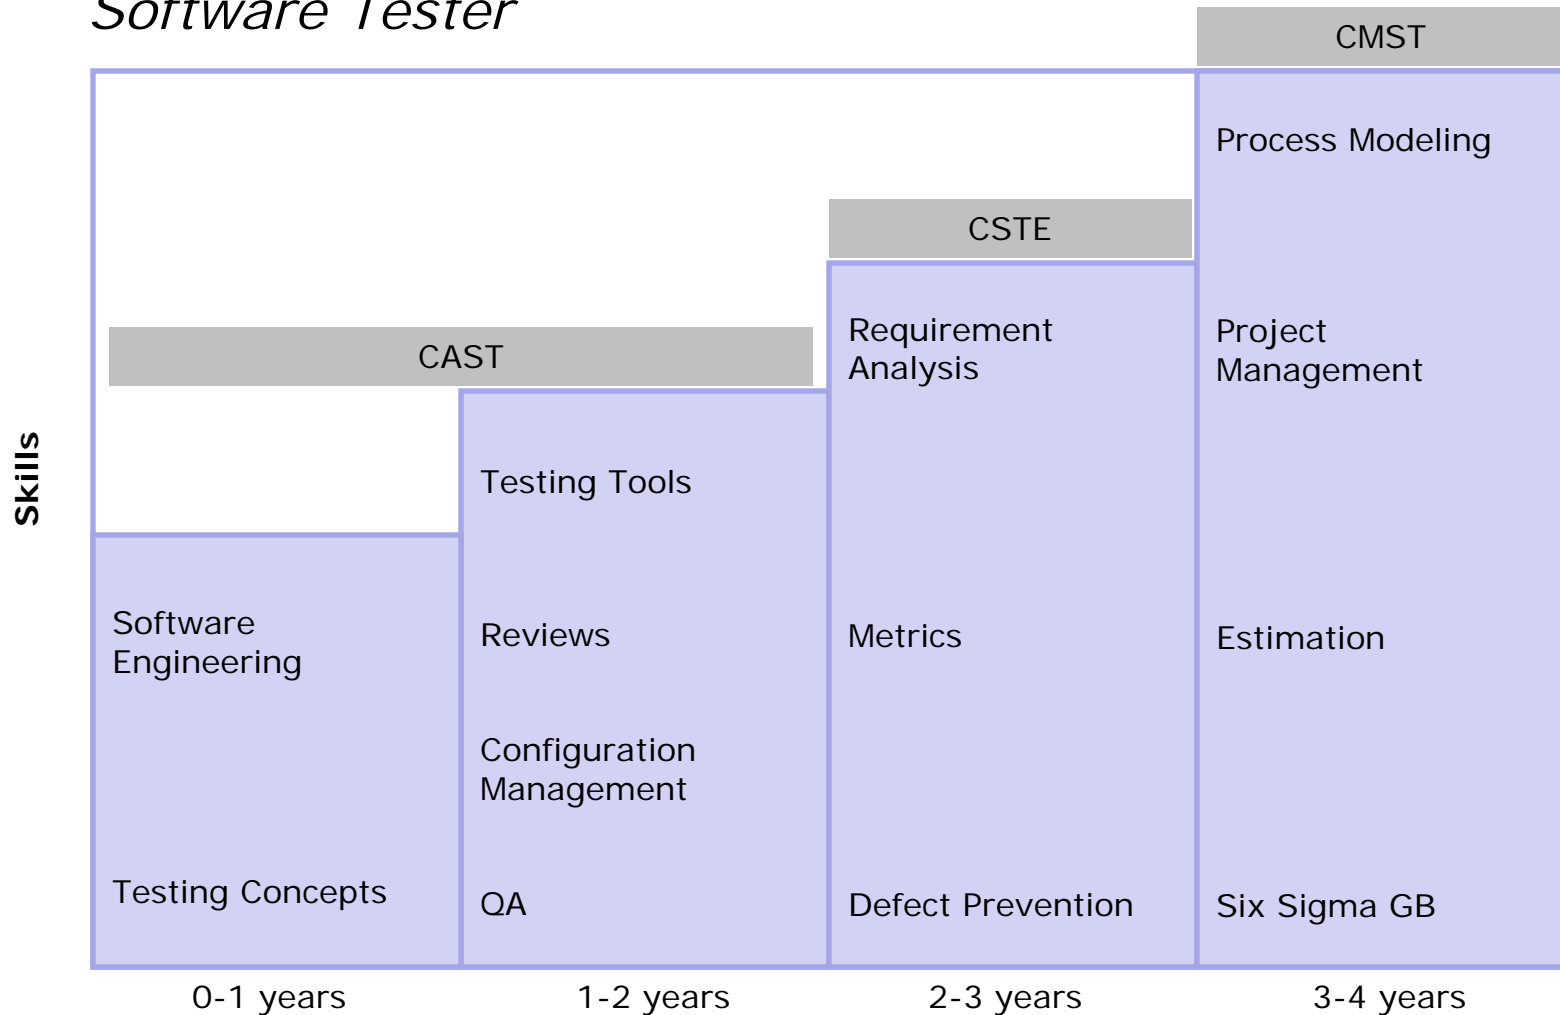 Software Tester
CMST
Process Modeling
CSTE
Requirement
Analysis
Project
Management
CAST
Skills
Testing Tools
Software
Engineering
Reviews
Metrics
Estimation
Configuration
Management
Testing Concepts
QA
Defect Prevention
Six Sigma GB
0-1 years
1-2 years
2-3 years
3-4 years